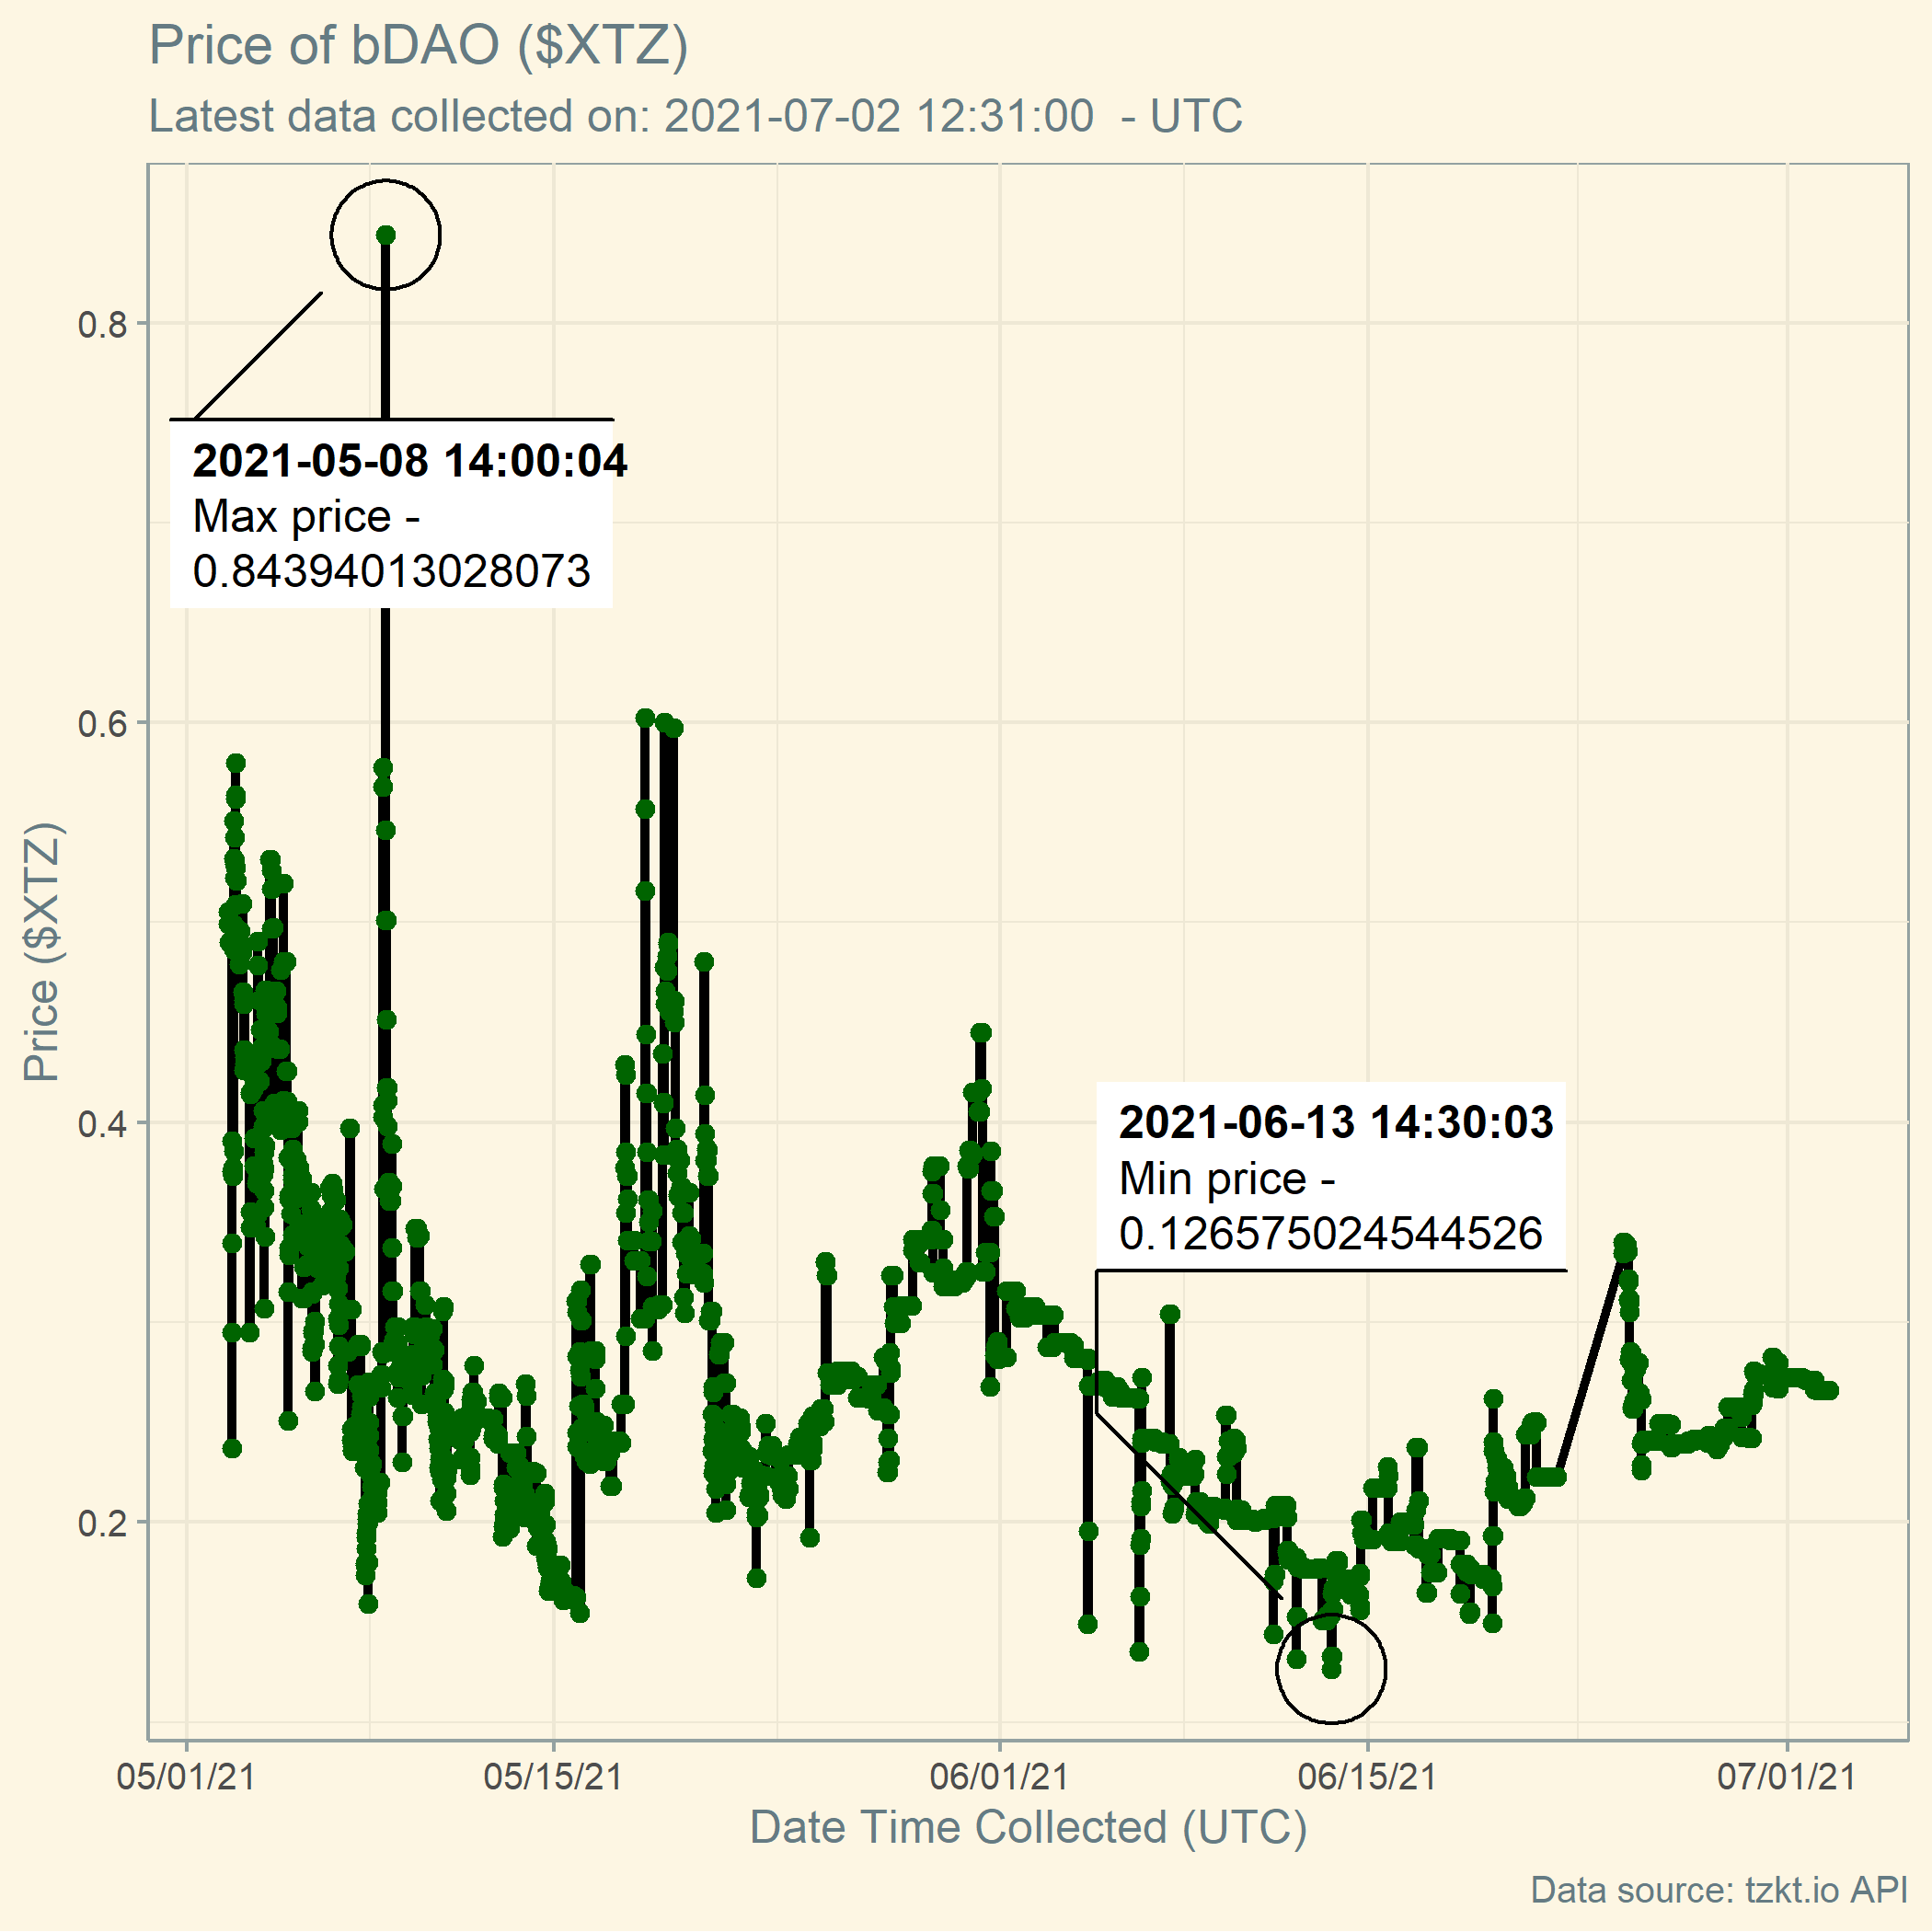 Price of bDAO ($XTZ)
Latest data collected on: 2021-07-02 12:31:00  - UTC
0.8
0.6
0.4
0.2
Price ($XTZ)
2021-05-08 14:00:04
Max price -
0.84394013028073
2021-06-13 14:30:03
Min price -
0.126575024544526
05/01/21
05/15/21
06/01/21
06/15/21
07/01/21
Date Time Collected (UTC)
Data source: tzkt.io API